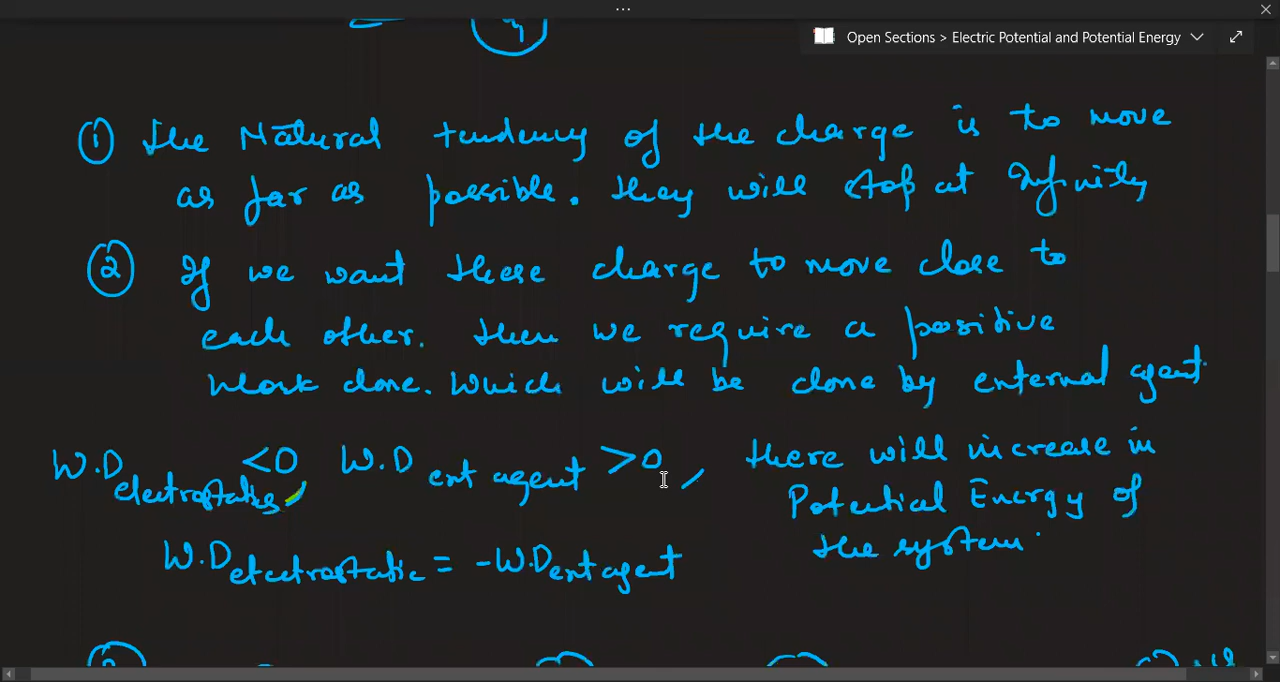 Open Sections > Electric Potential and Potential Energy
① The Natural tendency of the charge is to move
as far as possible. They will stop at Infinity
② If we want these charge to move close to
each other. Then we require a positive
Work done. Which will be done by external agent.
W.D electrostatics <0, W.D ext agent >0, there will increase in
Potential Energy of
the system.
W.D electrostatic = -W.D ext agent